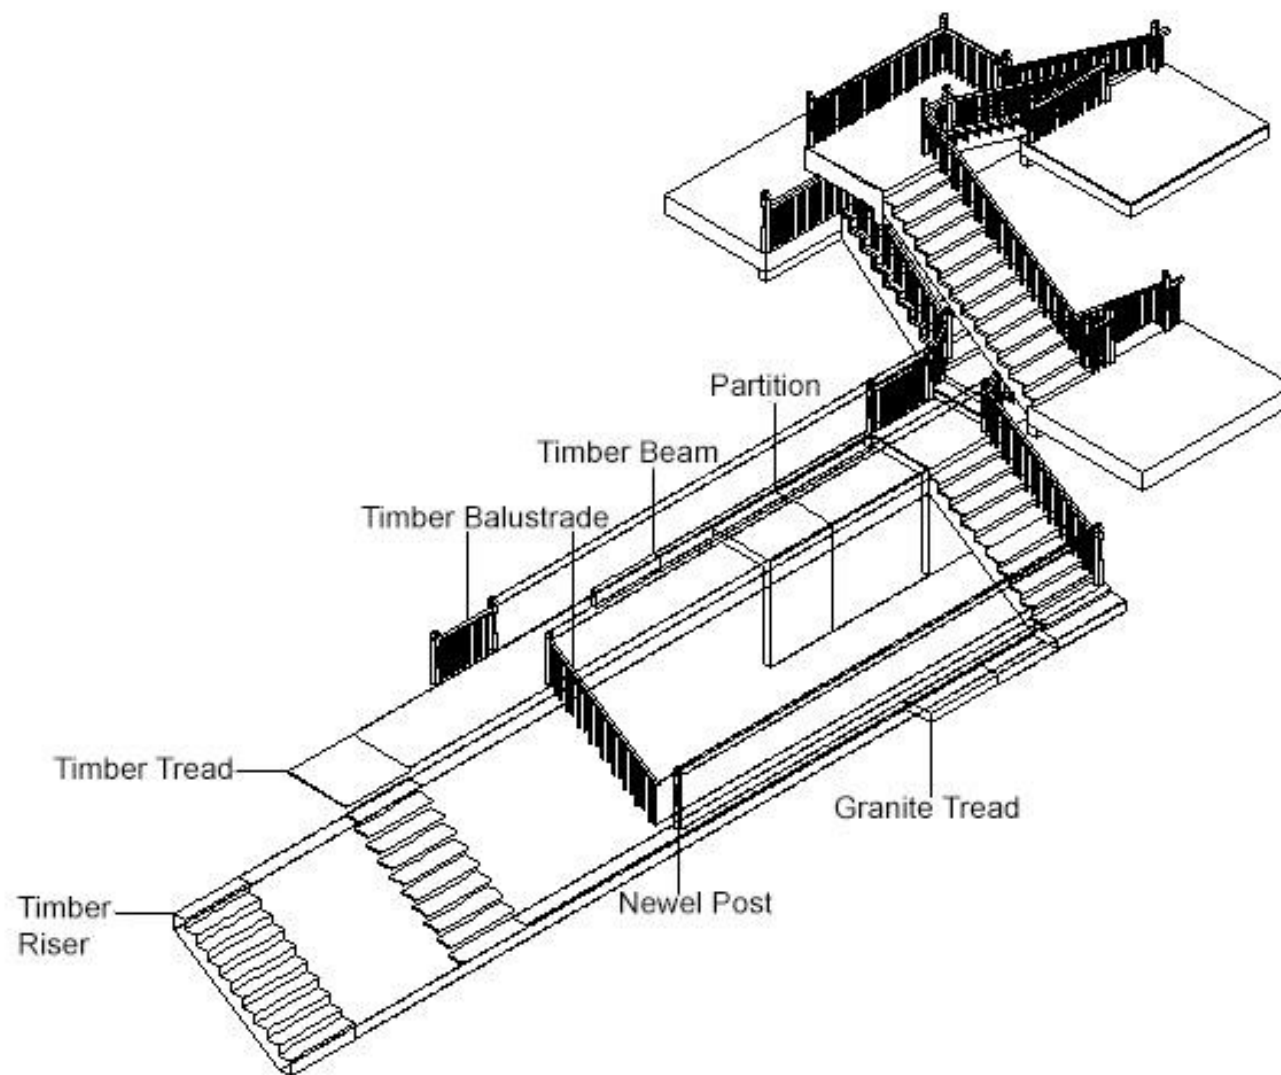 Partition
Timber Beam
Timber Balustrade
Timber Tread
Granite Tread
Newel Post
Timber
Riser